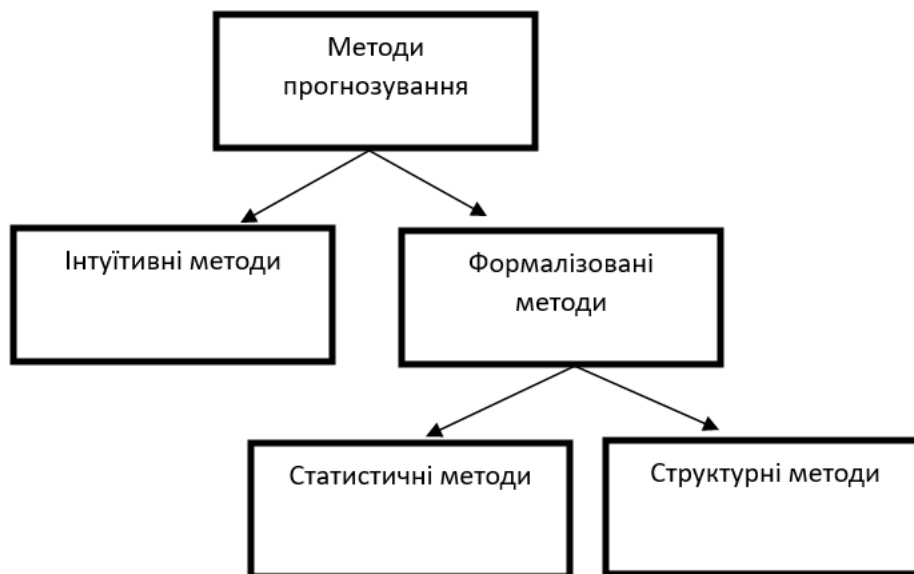 Методи
прогнозування
Інтуїтивні методи
Формалізовані
методи
Статистичні методи
Структурні методи